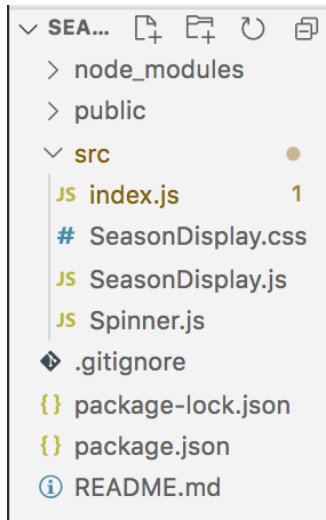 SEA...
node_modules
public
src
JS index.js 1
# SeasonDisplay.css
JS SeasonDisplay.js
JS Spinner.js
.gitignore
{} package-lock.json
{} package.json
README.md